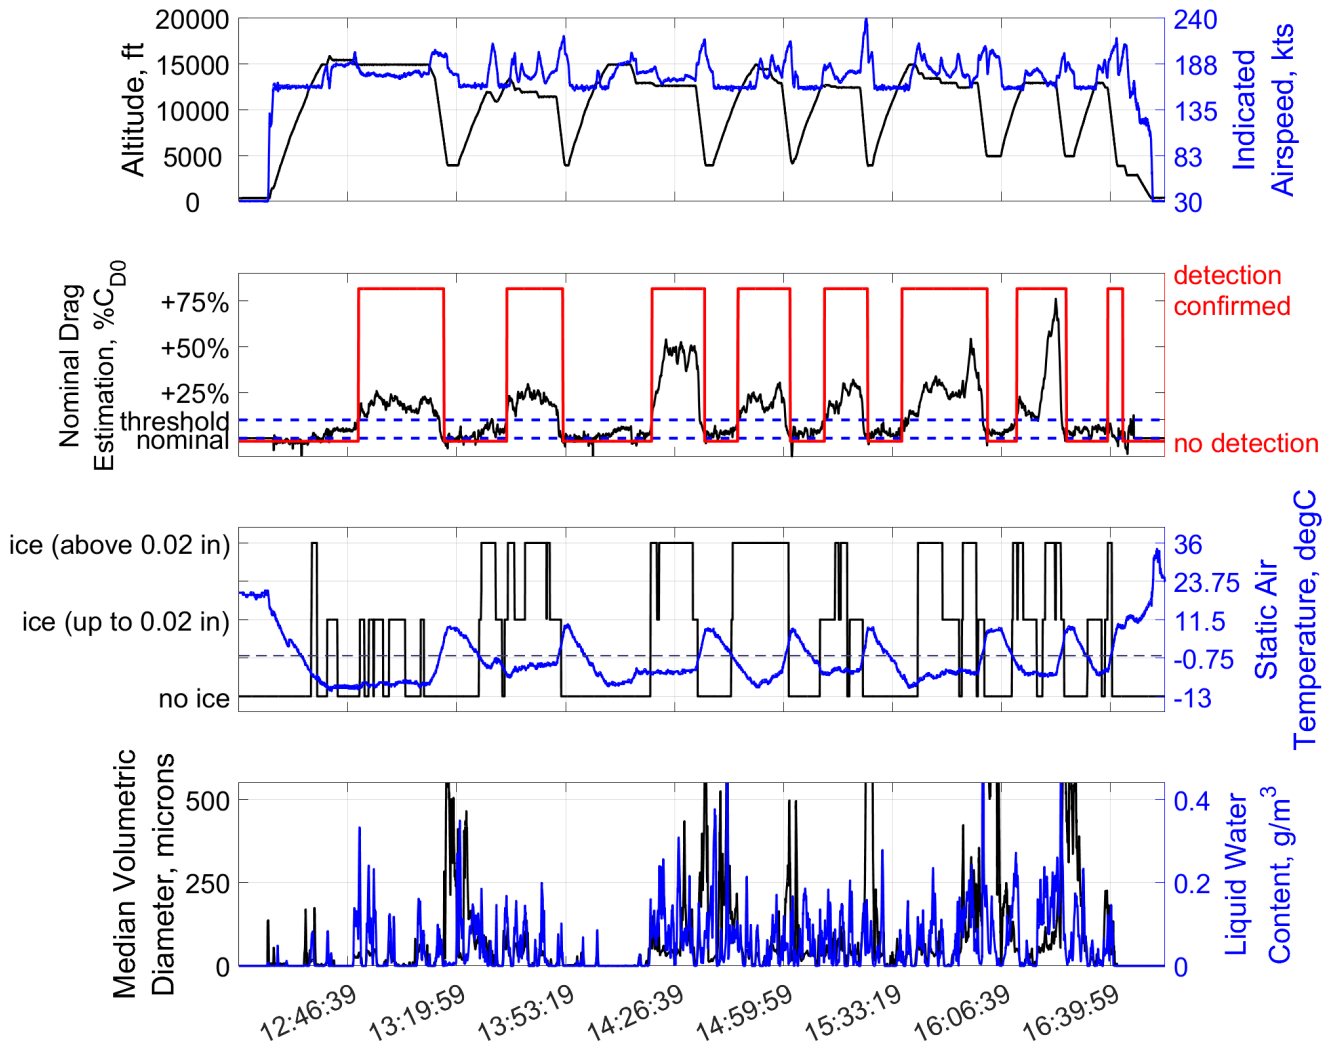 20000
15000
10000
5000
0
Altitude, ft
240
188
135
83
30
Indicated
Airspeed, kts
Nominal Drag
Estimation, %C_D0
+75%
+50%
+25%
threshold
nominal
detection
confirmed
no detection
ice (above 0.02 in)
ice (up to 0.02 in)
no ice
36
23.75
11.5
-0.75
-13
Static Air
Temperature, degC
Median Volumetric
Diameter, microns
500
250
0
0.4
0.2
0
Liquid Water
Content, g/m³
12:46:39
13:19:59
13:53:19
14:26:39
14:59:59
15:33:19
16:06:39
16:39:59